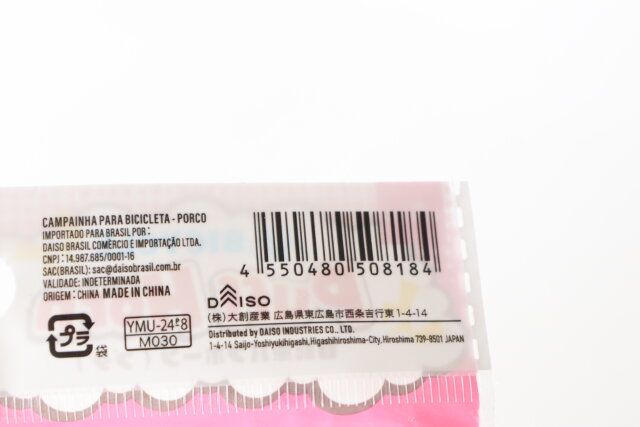 CAMPAINHA PARA BICICLETA - PORCO
IMPORTADO PARA BRASIL POR :
DAISO BRASIL COMÉRCIO E IMPORTAÇÃO LTDA.
CNPJ : 14.987.685/0001-16
SAC(BRASIL): sac@daisobrasil.com.br
VALIDADE: INDETERMINADA
ORIGEM : CHINA MADE IN CHINA
プラ
袋
YMU-24ℓ8
M030
4 550480 508184
DAISO
(株) 大創産業 広島県東広島市西条吉行東 1-4-14
Distributed by DAISO INDUSTRIES CO., LTD.
1-4-14 Saijo-Yoshiyukihigashi, Higashihiroshima-City, Hiroshima 739-8501 JAPAN